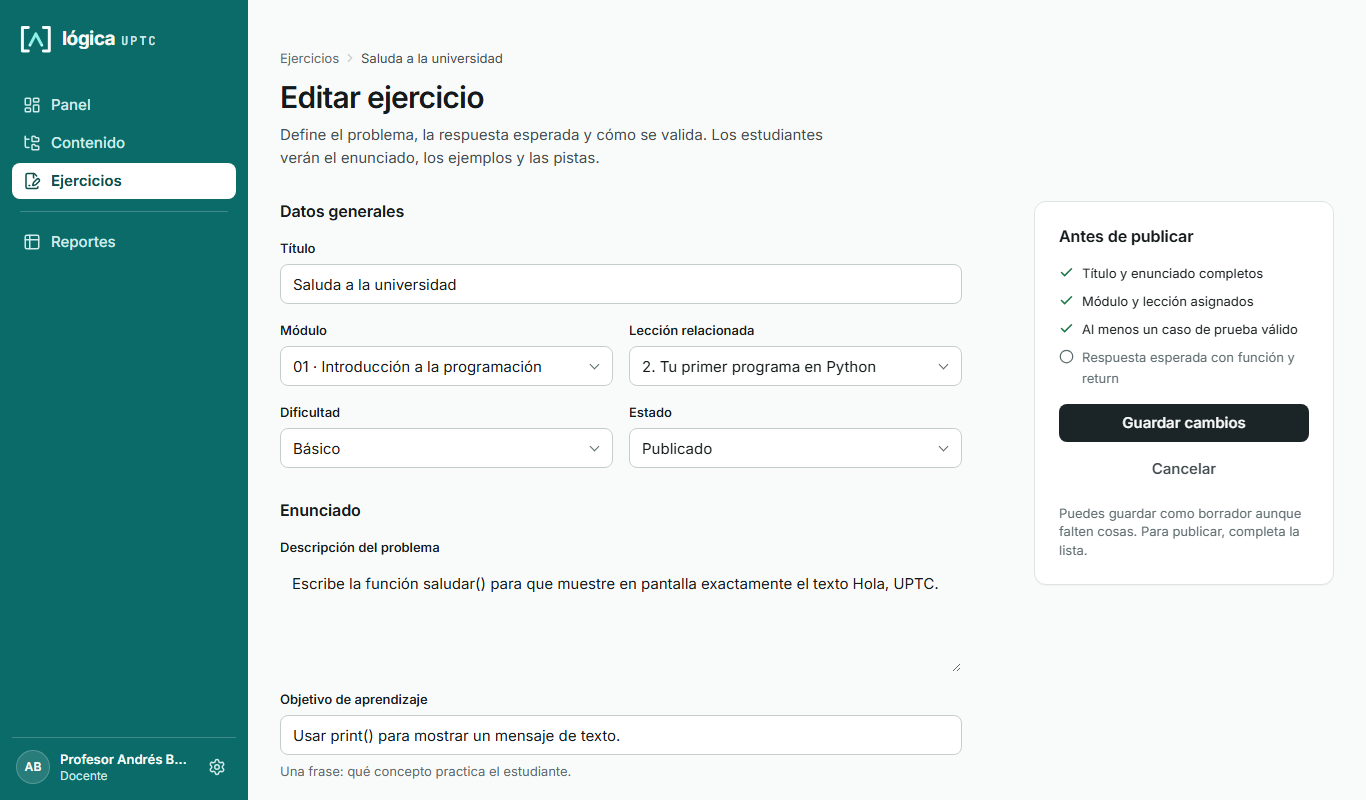 lógica UPTC
Panel
Contenido
Ejercicios
Reportes
AB
Profesor Andrés B...
Docente
Ejercicios > Saluda a la universidad
Editar ejercicio
Define el problema, la respuesta esperada y cómo se valida. Los estudiantes
verán el enunciado, los ejemplos y las pistas.
Datos generales
Título
Saluda a la universidad
Módulo
01 · Introducción a la programación
Lección relacionada
2. Tu primer programa en Python
Dificultad
Básico
Estado
Publicado
Enunciado
Descripción del problema
Escribe la función saludar() para que muestre en pantalla exactamente el texto Hola, UPTC.
Objetivo de aprendizaje
Usar print() para mostrar un mensaje de texto.
Una frase: qué concepto practica el estudiante.
Antes de publicar
Título y enunciado completos
Módulo y lección asignados
Al menos un caso de prueba válido
Respuesta esperada con función y
return
Guardar cambios
Cancelar
Puedes guardar como borrador aunque
falten cosas. Para publicar, completa la
lista.